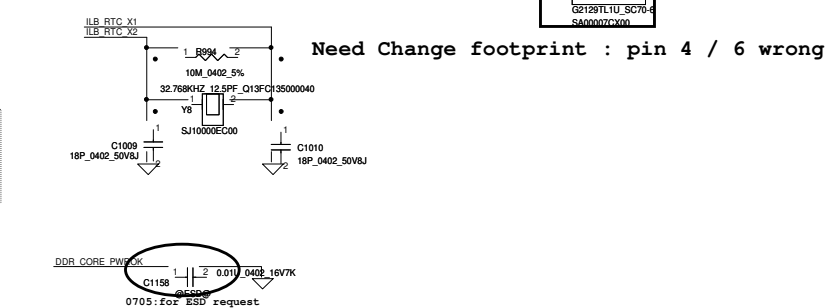 G2129TL1U_SC70-6
SA00007CX00
Need Change footprint : pin 4 / 6 wrong
ILB_RTC_X1
ILB_RTC_X2
1 R994 2
10M_0402_5%
32.768KHZ_12.5PF_Q13FC135000040
1 2
Y8
SJ10000EC00
1 1
C1009
18P_0402_50V8J
C1010
18P_0402_50V8J
2 2
DDR_CORE_PWROK
1 2 0.01U_0402_16V7K
C1158
@ESD@
0705:for ESD request